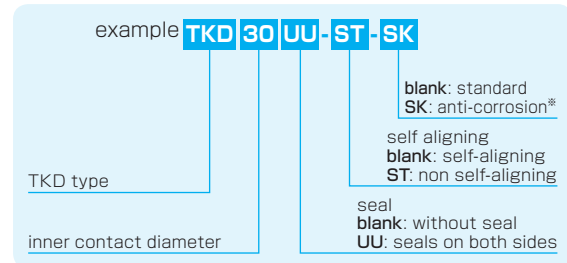 example TKD 30 UU - ST - SK
blank: standard
SK: anti-corrosion※
self aligning
blank: self-aligning
ST: non self-aligning
TKD type
seal
blank: without seal
inner contact diameter
UU: seals on both sides